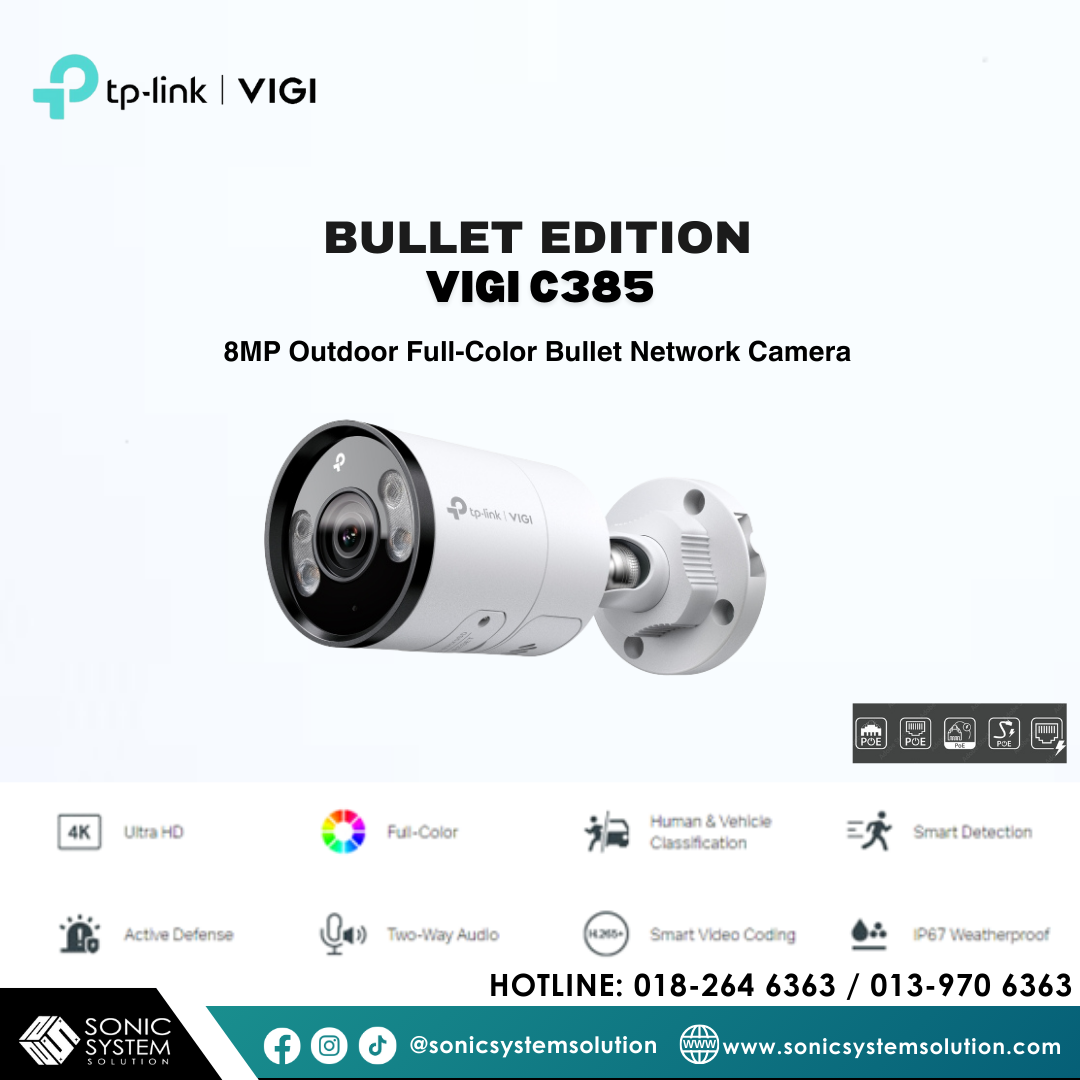 tp-link | VIGI
BULLET EDITION
VIGI C385
8MP Outdoor Full-Color Bullet Network Camera
tp-link | VIGI
POE
POE
PoE
POE
4K
Ultra HD
Full-Color
Human & Vehicle
Classification
Smart Detection
Active Defense
Two-Way Audio
H.265+
Smart Video Coding
IP67 Weatherproof
HOTLINE: 018-264 6363 / 013-970 6363
SONIC
SYSTEM
SOLUTION
@sonicsystemsolution
www
www.sonicsystemsolution.com